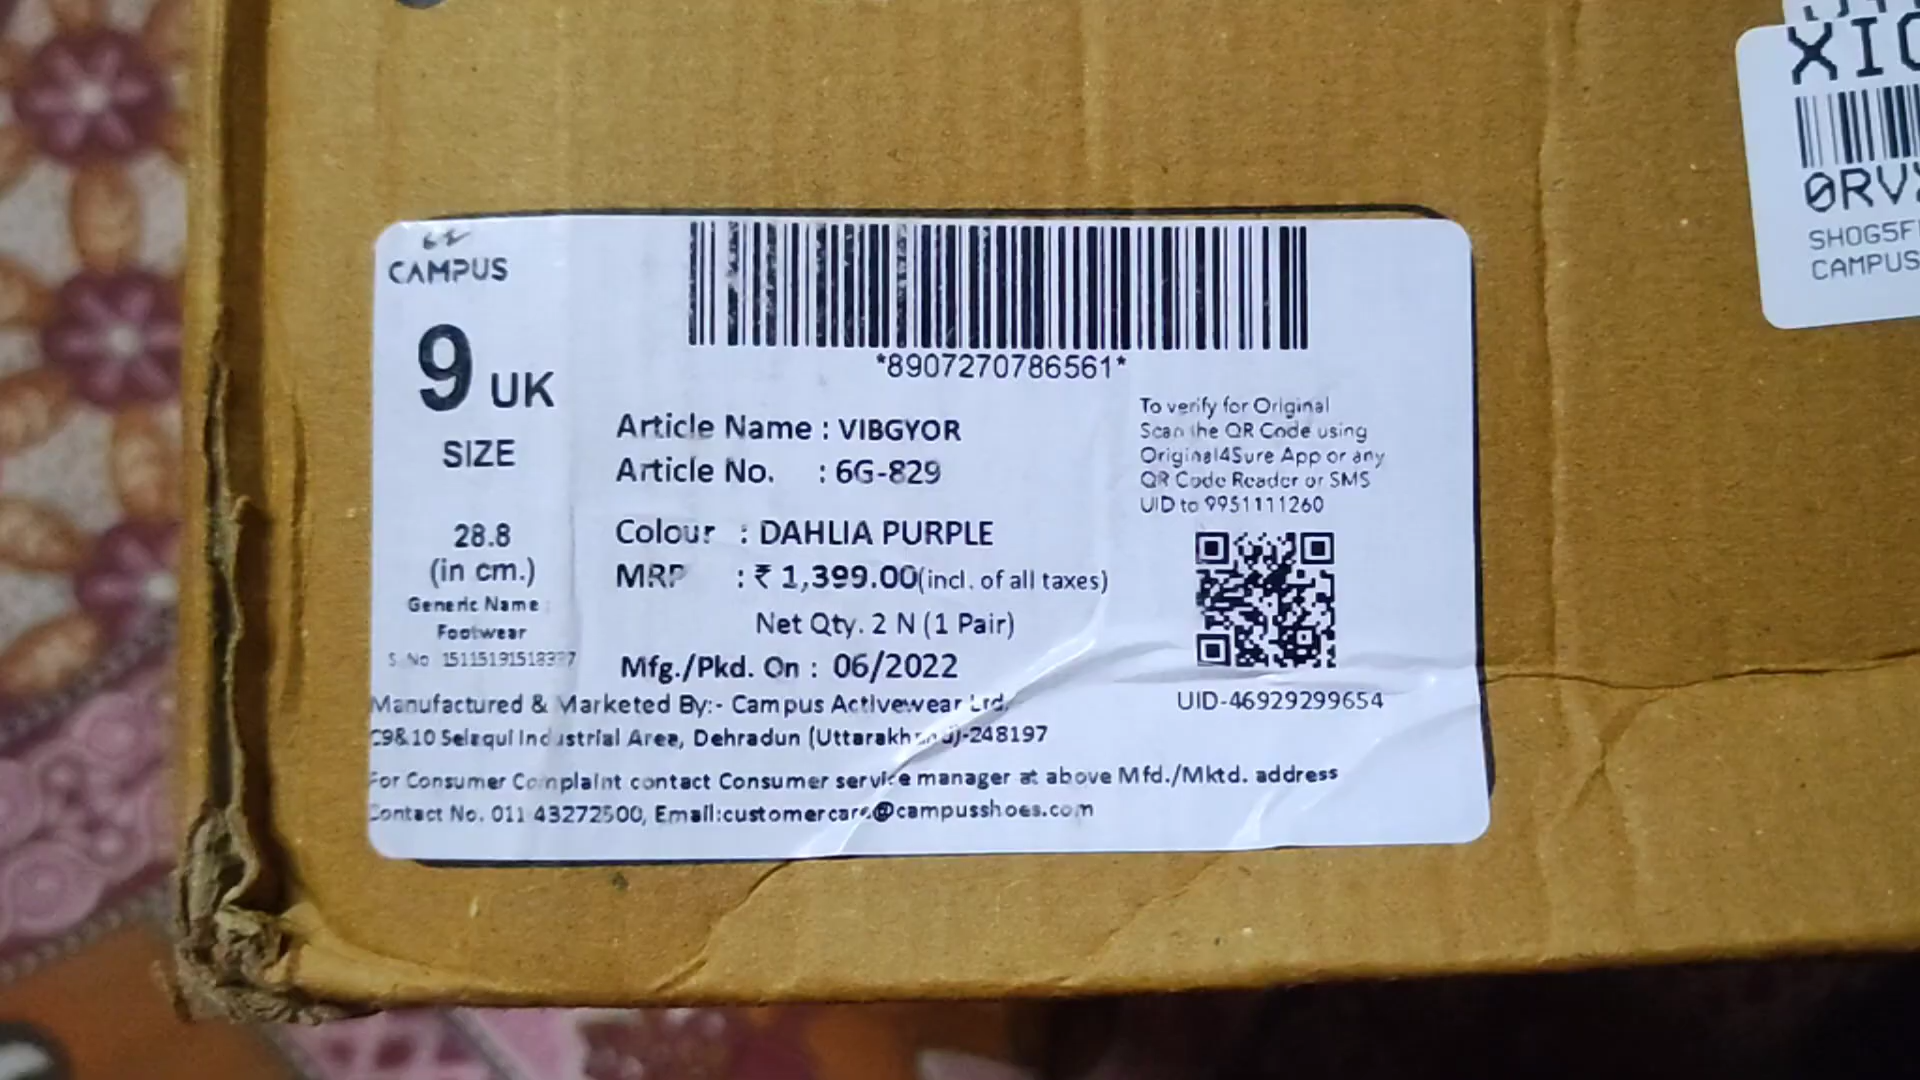 CAMPUS
9 UK
SIZE
28.8
(in cm.)
Generic Name
Footwear
S.No
*8907270786561*
Article Name : VIBGYOR
Article No. : 6G-829
Colour : DAHLIA PURPLE
MRP : ₹ 1,399.00(incl. of all taxes)
Net Qty. 2 N (1 Pair)
Mfg./Pkd. On : 06/2022
To verify for Original
Scan the QR Code using
Original4Sure App or any
QR Code Reader or SMS
UID to 9951111260
UID-46929299654
Manufactured & Marketed By:- Campus Activewear Ltd.
C9&10 Selaqui Industrial Area, Dehradun (Uttarakhand)-248197
For Consumer Complaint contact Consumer service manager at above Mfd./Mktd. address
Contact No. 011 43272500, Email:customercare@campusshoes.com
XIO
0RV
SHOG5F
CAMPUS